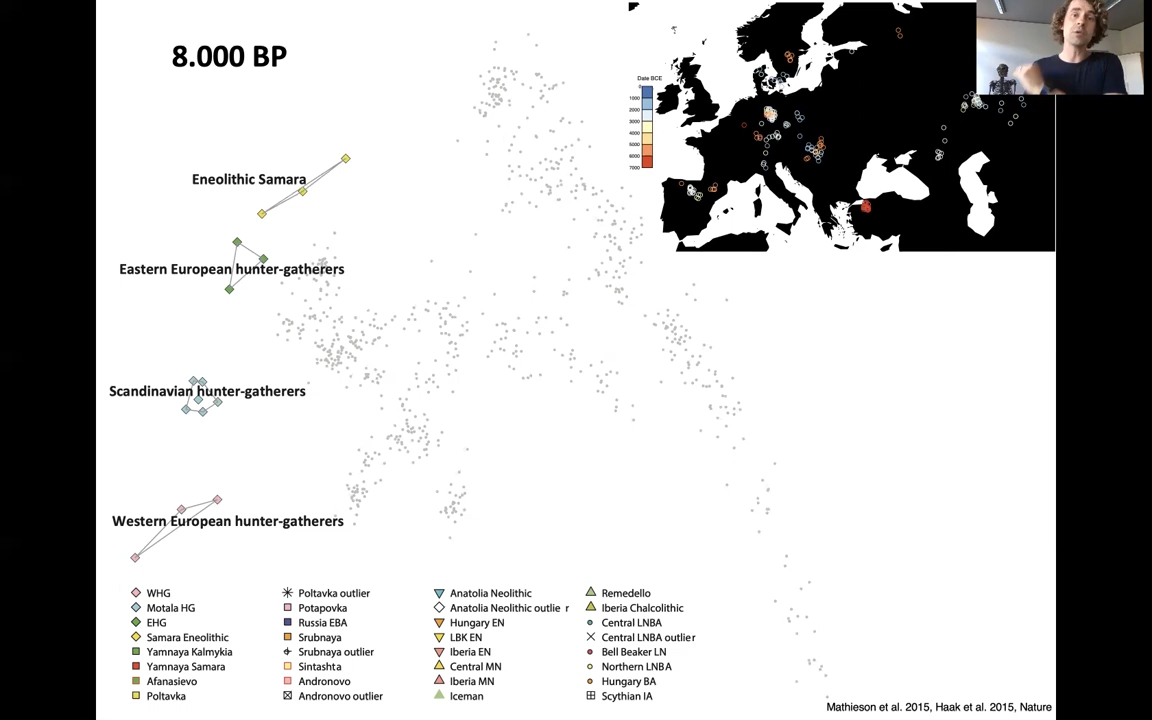 8.000 BP
Date BCE
0
1000
2000
3000
4000
5000
6000
7000
Eneolithic Samara
Eastern European hunter-gatherers
Scandinavian hunter-gatherers
Western European hunter-gatherers
WHG
Motala HG
EHG
Samara Eneolithic
Yamnaya Kalmykia
Yamnaya Samara
Afanasievo
Poltavka
Poltavka outlier
Potapovka
Russia EBA
Srubnaya
Srubnaya outlier
Sintashta
Andronovo
Andronovo outlier
Anatolia Neolithic
Anatolia Neolithic outlie r
Hungary EN
LBK EN
Iberia EN
Central MN
Iberia MN
Iceman
Remedello
Iberia Chalcolithic
Central LNBA
Central LNBA outlier
Bell Beaker LN
Northern LNBA
Hungary BA
Scythian IA
Mathieson et al. 2015, Haak et al. 2015, Nature